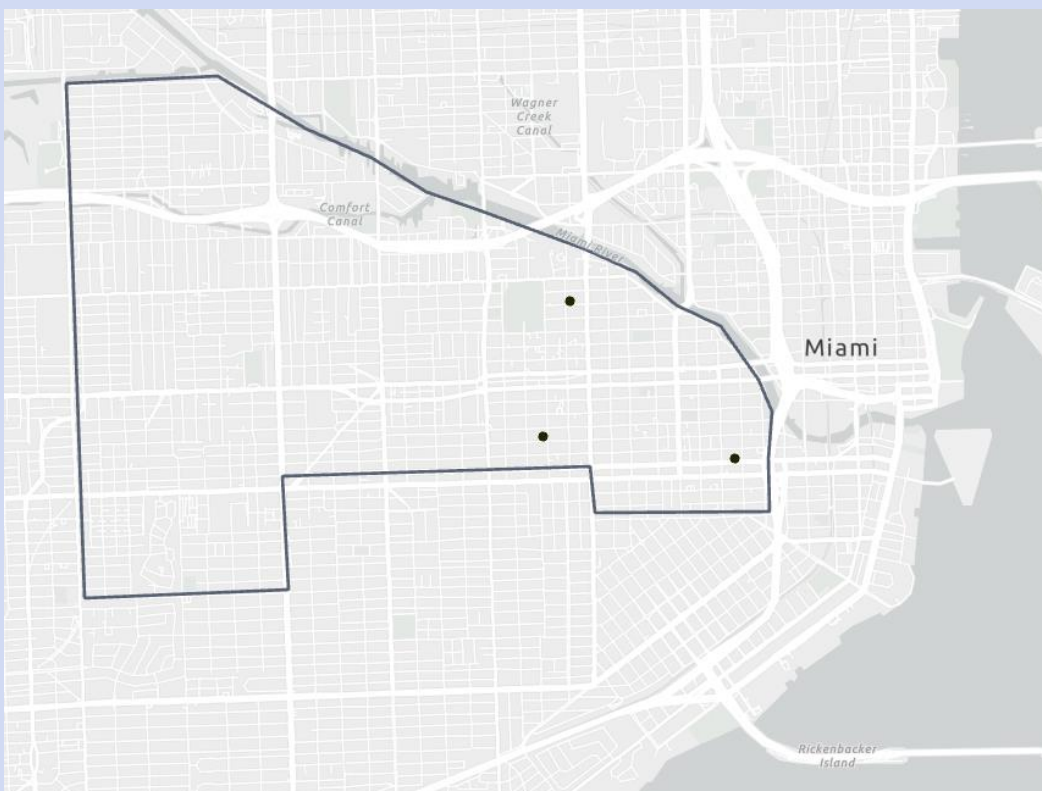 Wagner
Creek
Canal
Comfort
Canal
Miami River
Miami
Rickenbacker
Island